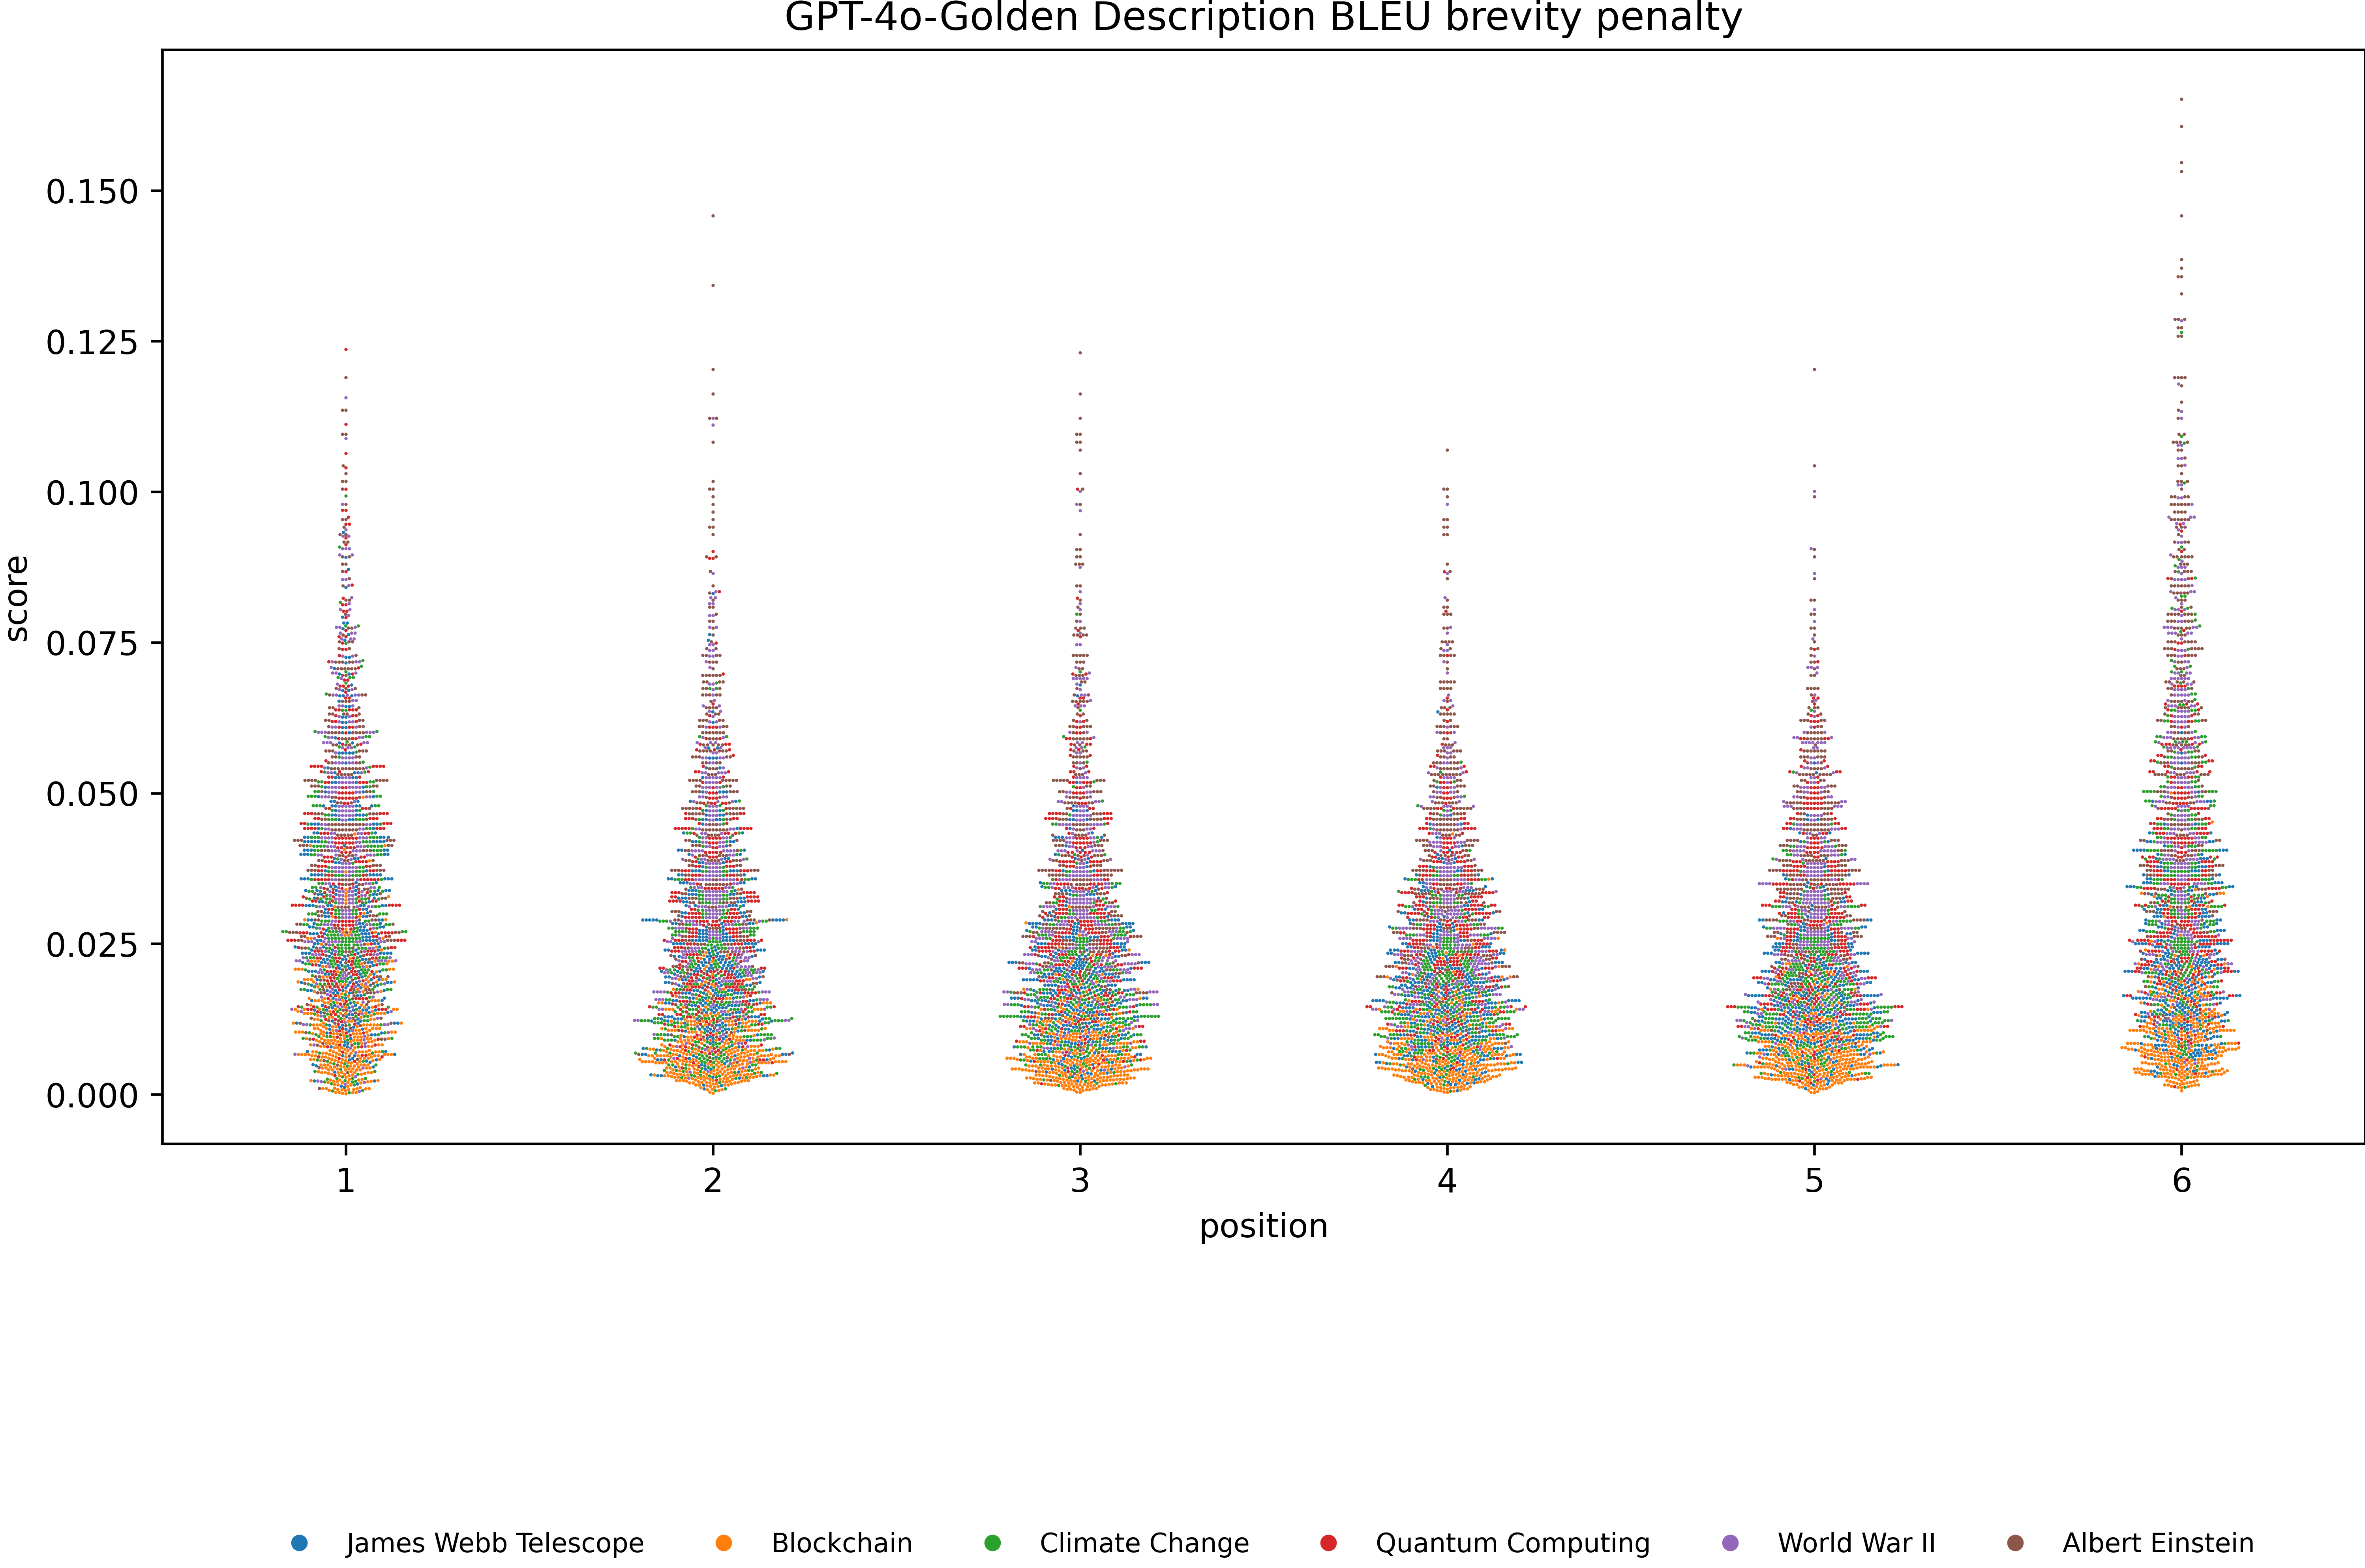 GPT-4o-Golden Description BLEU brevity penalty
score
0.150
0.125
0.100
0.075
0.050
0.025
0.000
1 2 3 4 5 6
position
James Webb Telescope Blockchain Climate Change Quantum Computing World War II Albert Einstein